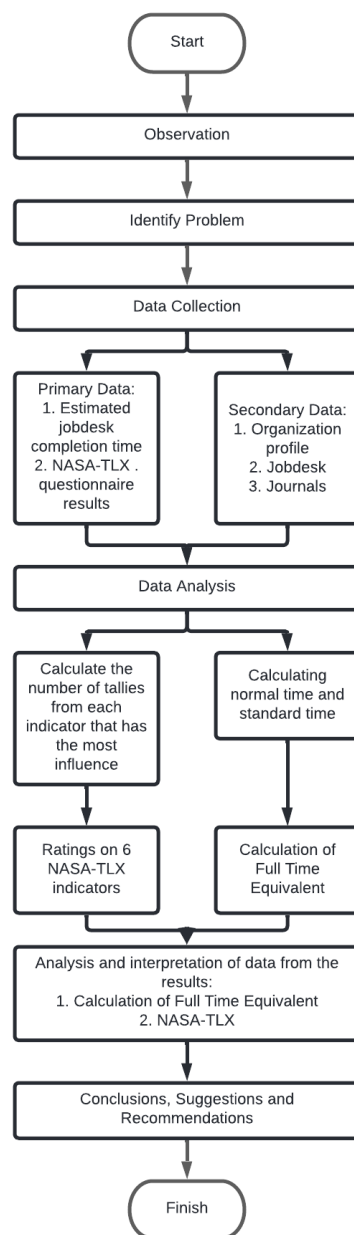 Start
Observation
Identify Problem
Data Collection
Primary Data:
1. Estimated
jobdesk
completion time
2. NASA-TLX .
questionnaire
results
Secondary Data:
1. Organization
profile
2. Jobdesk
3. Journals
Data Analysis
Calculate the
number of tallies
from each
indicator that has
the most
influence
Calculating
normal time and
standard time
Ratings on 6
NASA-TLX
indicators
Calculation of
Full Time
Equivalent
Analysis and interpretation of data from the
results:
1. Calculation of Full Time Equivalent
2. NASA-TLX
Conclusions, Suggestions and
Recommendations
Finish